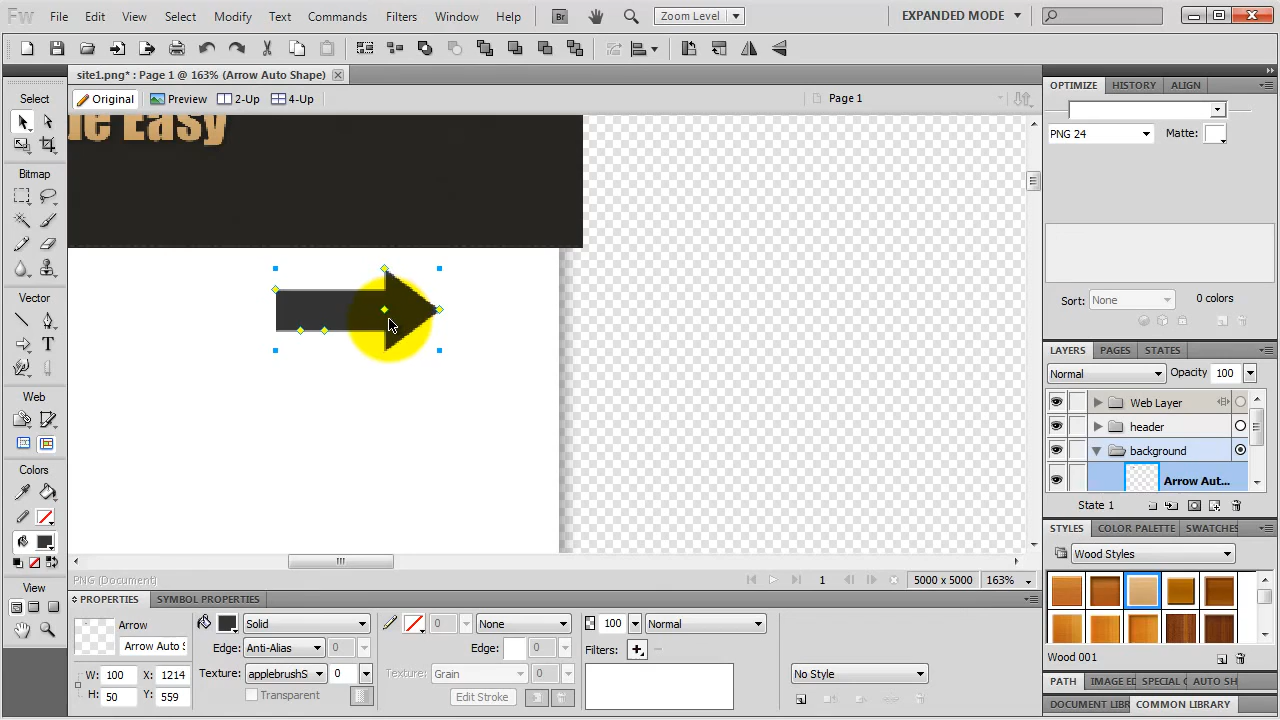 Fw File Edit View Select Modify Text Commands Filters Window Help Br Zoom Level EXPANDED MODE
site1.png* : Page 1 @ 163% (Arrow Auto Shape)
Original Preview 2-Up 4-Up Page 1
Select
Bitmap
Vector
T
Web
Colors
View
Easy
OPTIMIZE HISTORY ALIGN
PNG 24 Matte:
Sort: None 0 colors
LAYERS PAGES STATES
Normal Opacity 100
Web Layer
header
background
Arrow Aut...
State 1
STYLES COLOR PALETTE SWATCHES
Wood Styles
Wood 001
PATH IMAGE ED SPECIAL C AUTO SH
DOCUMENT LIBR COMMON LIBRARY
PNG (Document) 1 5000 x 5000 163%
PROPERTIES SYMBOL PROPERTIES
Arrow Solid 0 None 100 Normal
Arrow Auto S Edge: Anti-Alias 0 Edge: 0 Filters:
W: 100 X: 1214 Texture: applebrushS 0 Texture: Grain 0 No Style
H: 50 Y: 559 Transparent Edit Stroke